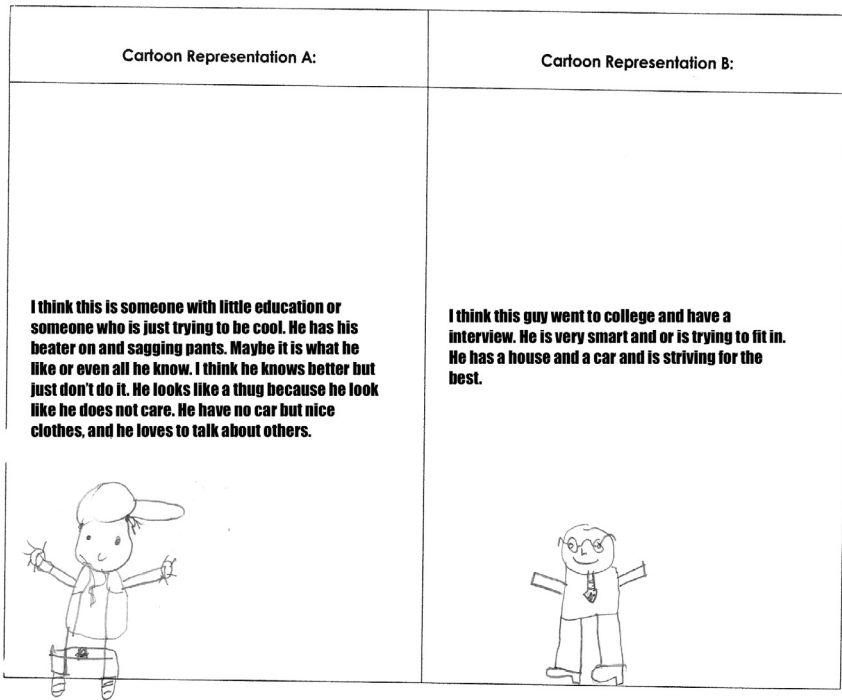 Cartoon Representation A:
I think this is someone with little education or
someone who is just trying to be cool. He has his
beater on and sagging pants. Maybe it is what he
like or even all he know. I think he knows better but
just don't do it. He looks like a thug because he look
like he does not care. He have no car but nice
clothes, and he loves to talk about others.
Cartoon Representation B:
I think this guy went to college and have a
interview. He is very smart and or is trying to fit in.
He has a house and a car and is striving for the
best.